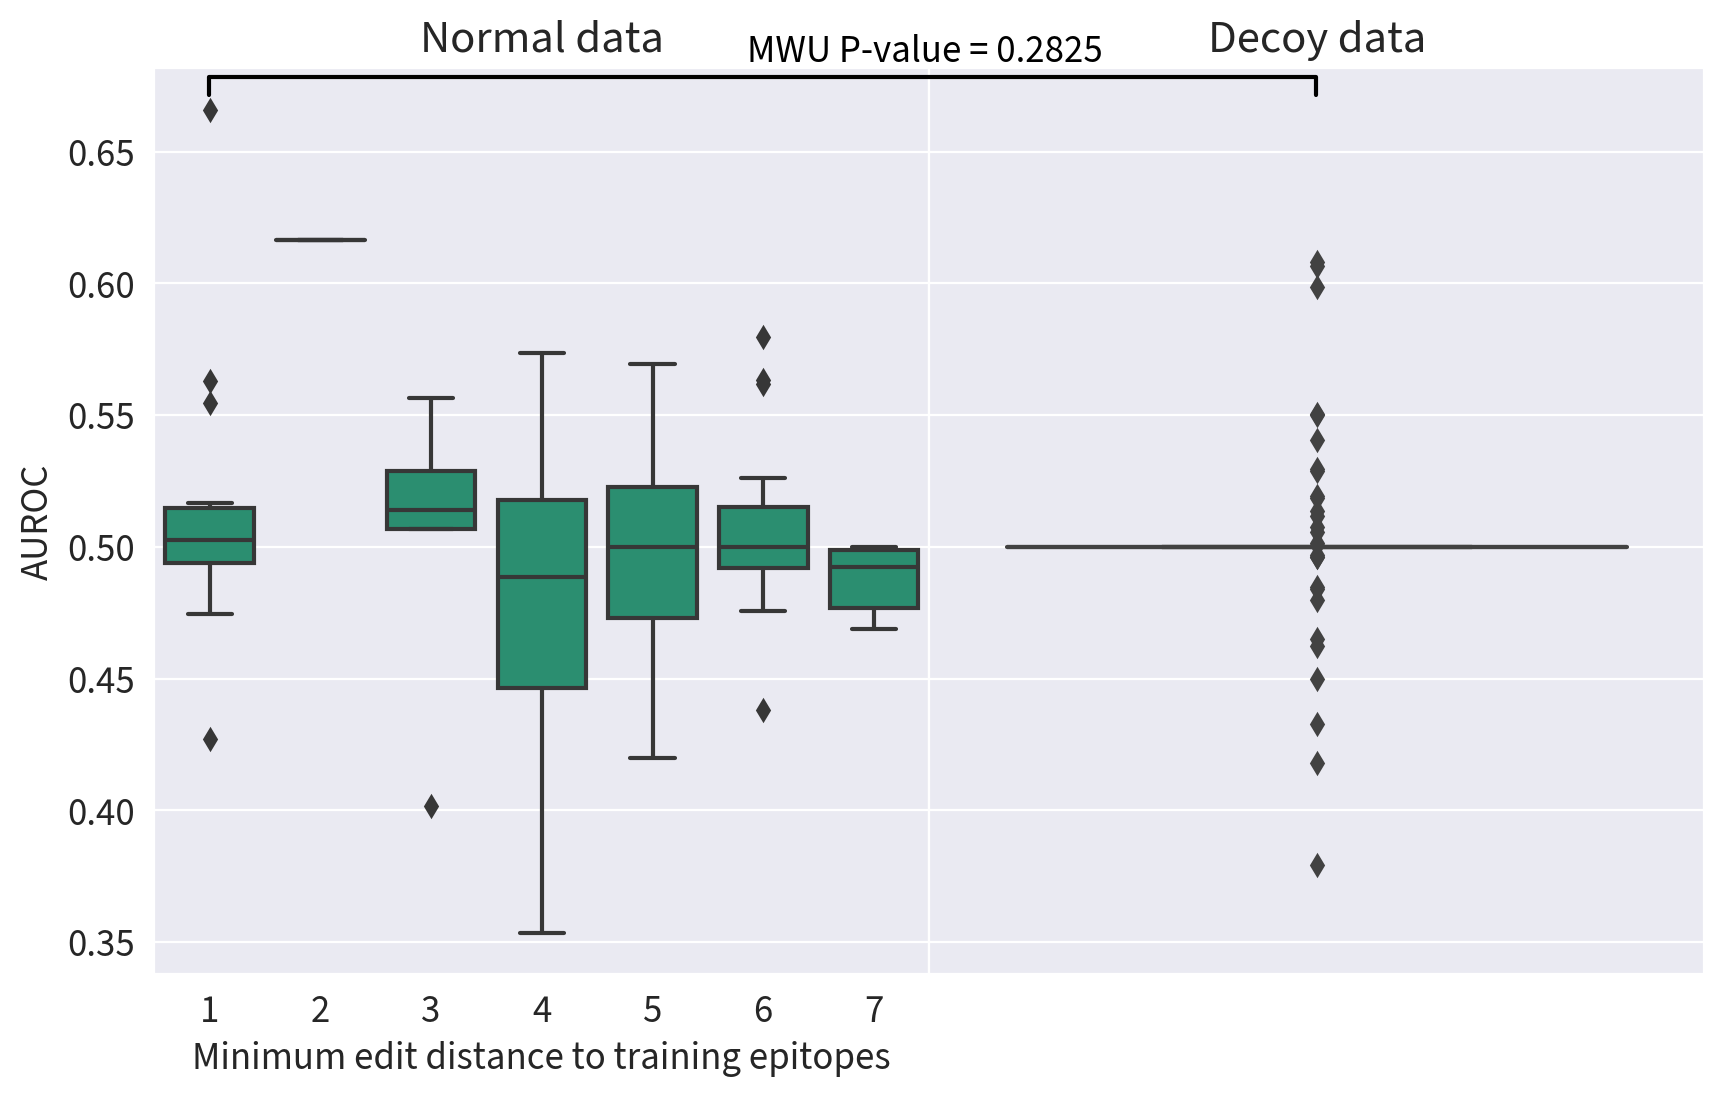 Normal data
Decoy data
MWU P-value = 0.2825
0.65
0.60
0.55
0.50
0.45
0.40
0.35
AUROC
1 2 3 4 5 6 7
Minimum edit distance to training epitopes